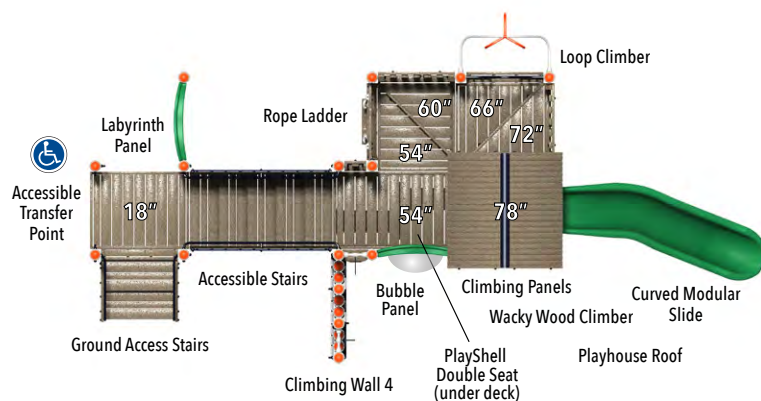 Loop Climber
Rope Ladder
60”
66”
72”
Labyrinth
Panel
54”
Accessible
Transfer
Point
18”
54”
78”
Accessible Stairs
Bubble
Panel
Climbing Panels
Curved Modular
Slide
Wacky Wood Climber
Ground Access Stairs
PlayShell
Double Seat
(under deck)
Playhouse Roof
Climbing Wall 4